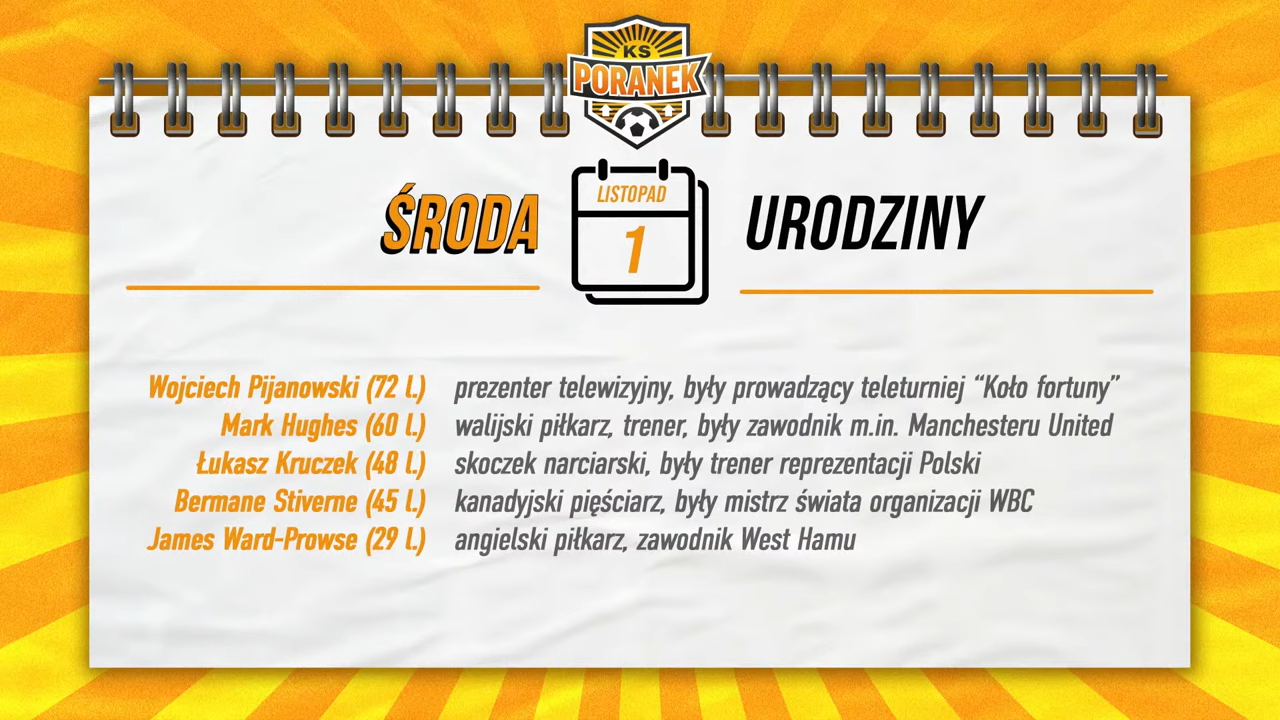 KS
PORANEK
ŚRODA
LISTOPAD
1
URODZINY
Wojciech Pijanowski (72 l.) prezenter telewizyjny, były prowadzący teleturniej “Koło fortuny”
Mark Hughes (60 l.) walijski piłkarz, trener, były zawodnik m.in. Manchesteru United
Łukasz Kruczek (48 l.) skoczek narciarski, były trener reprezentacji Polski
Bermane Stiverne (45 l.) kanadyjski pięściarz, były mistrz świata organizacji WBC
James Ward-Prowse (29 l.) angielski piłkarz, zawodnik West Hamu